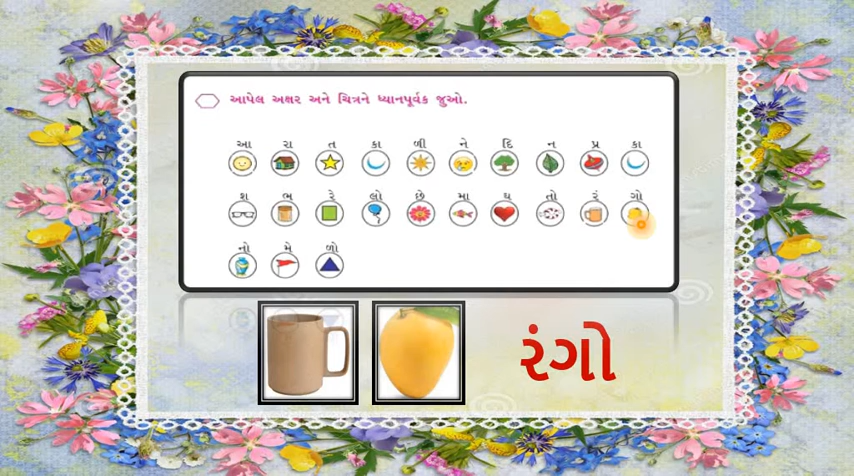 આપેલ અક્ષર અને ચિત્રને ધ્યાનપૂર્વક જુઓ.
આ રા ત કા ળી ને દિ ન પ્ર કા
શ ભ રે લો છે મા ઘ તો રં ગો
નો મે ળો
રંગો